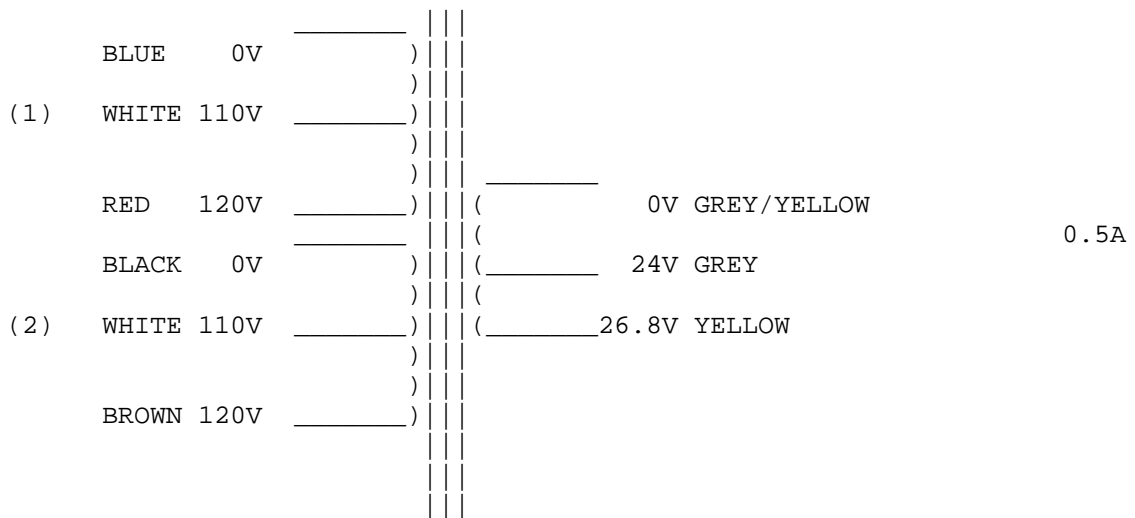 BLUE 0V
(1) WHITE 110V
RED 120V 0V GREY/YELLOW
0.5A
BLACK 0V 24V GREY
(2) WHITE 110V 26.8V YELLOW
BROWN 120V